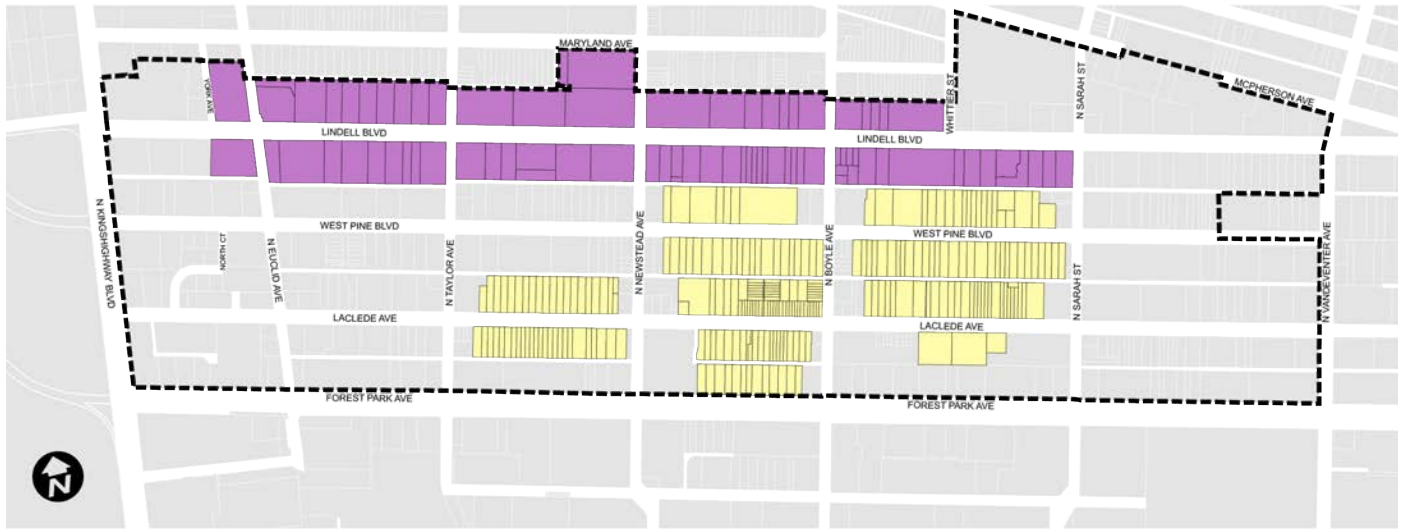 MARYLAND AVE
MCPHERSON AVE
YORK AVE
WHITTIER ST
N SARAH ST
LINDELL BLVD
LINDELL BLVD
N KINGSHIGHWAY BLVD
WEST PINE BLVD
WEST PINE BLVD
NORTH CT
N EUCLID AVE
N TAYLOR AVE
N NEWSTEAD AVE
N BOYLE AVE
N SARAH ST
N VANDEVENTER AVE
LACLEDE AVE
LACLEDE AVE
FOREST PARK AVE
FOREST PARK AVE
N